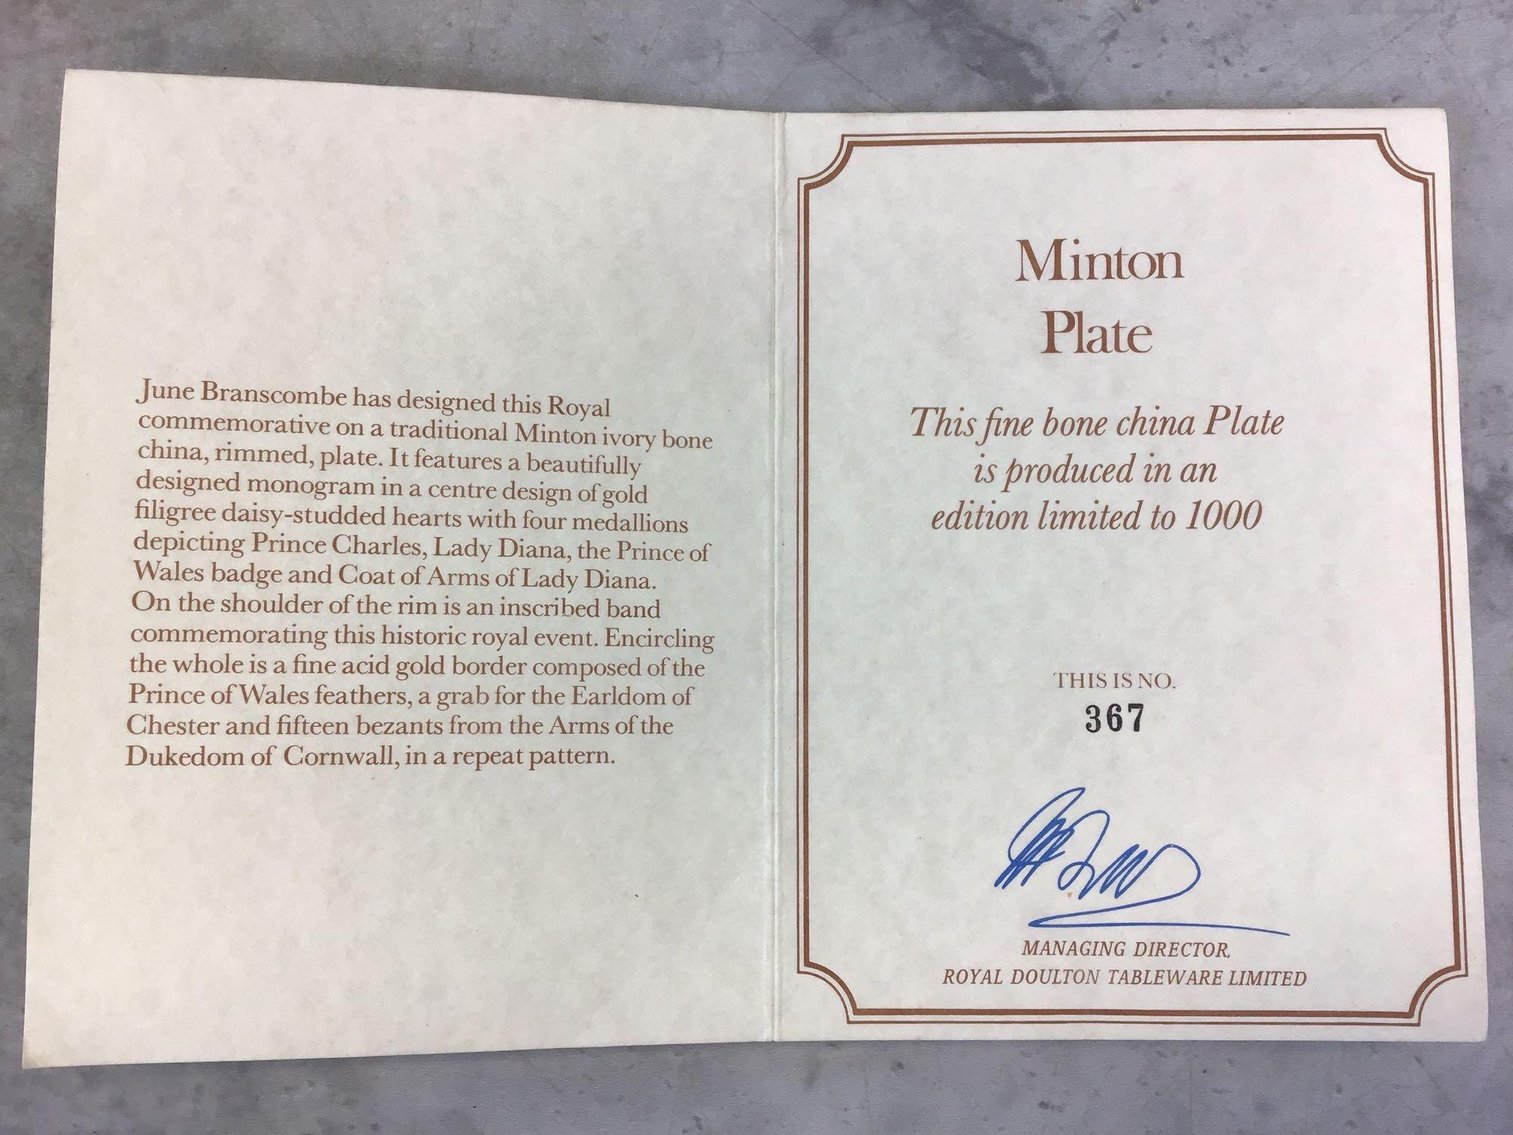 June Branscombe has designed this Royal
commemorative on a traditional Minton ivory bone
china, rimmed, plate. It features a beautifully
designed monogram in a centre design of gold
filigree daisy-studded hearts with four medallions
depicting Prince Charles, Lady Diana, the Prince of
Wales badge and Coat of Arms of Lady Diana.
On the shoulder of the rim is an inscribed band
commemorating this historic royal event. Encircling
the whole is a fine acid gold border composed of the
Prince of Wales feathers, a grab for the Earldom of
Chester and fifteen bezants from the Arms of the
Dukedom of Cornwall, in a repeat pattern.
Minton
Plate
This fine bone china Plate
is produced in an
edition limited to 1000
THIS IS NO.
367
MANAGING DIRECTOR,
ROYAL DOULTON TABLEWARE LIMITED